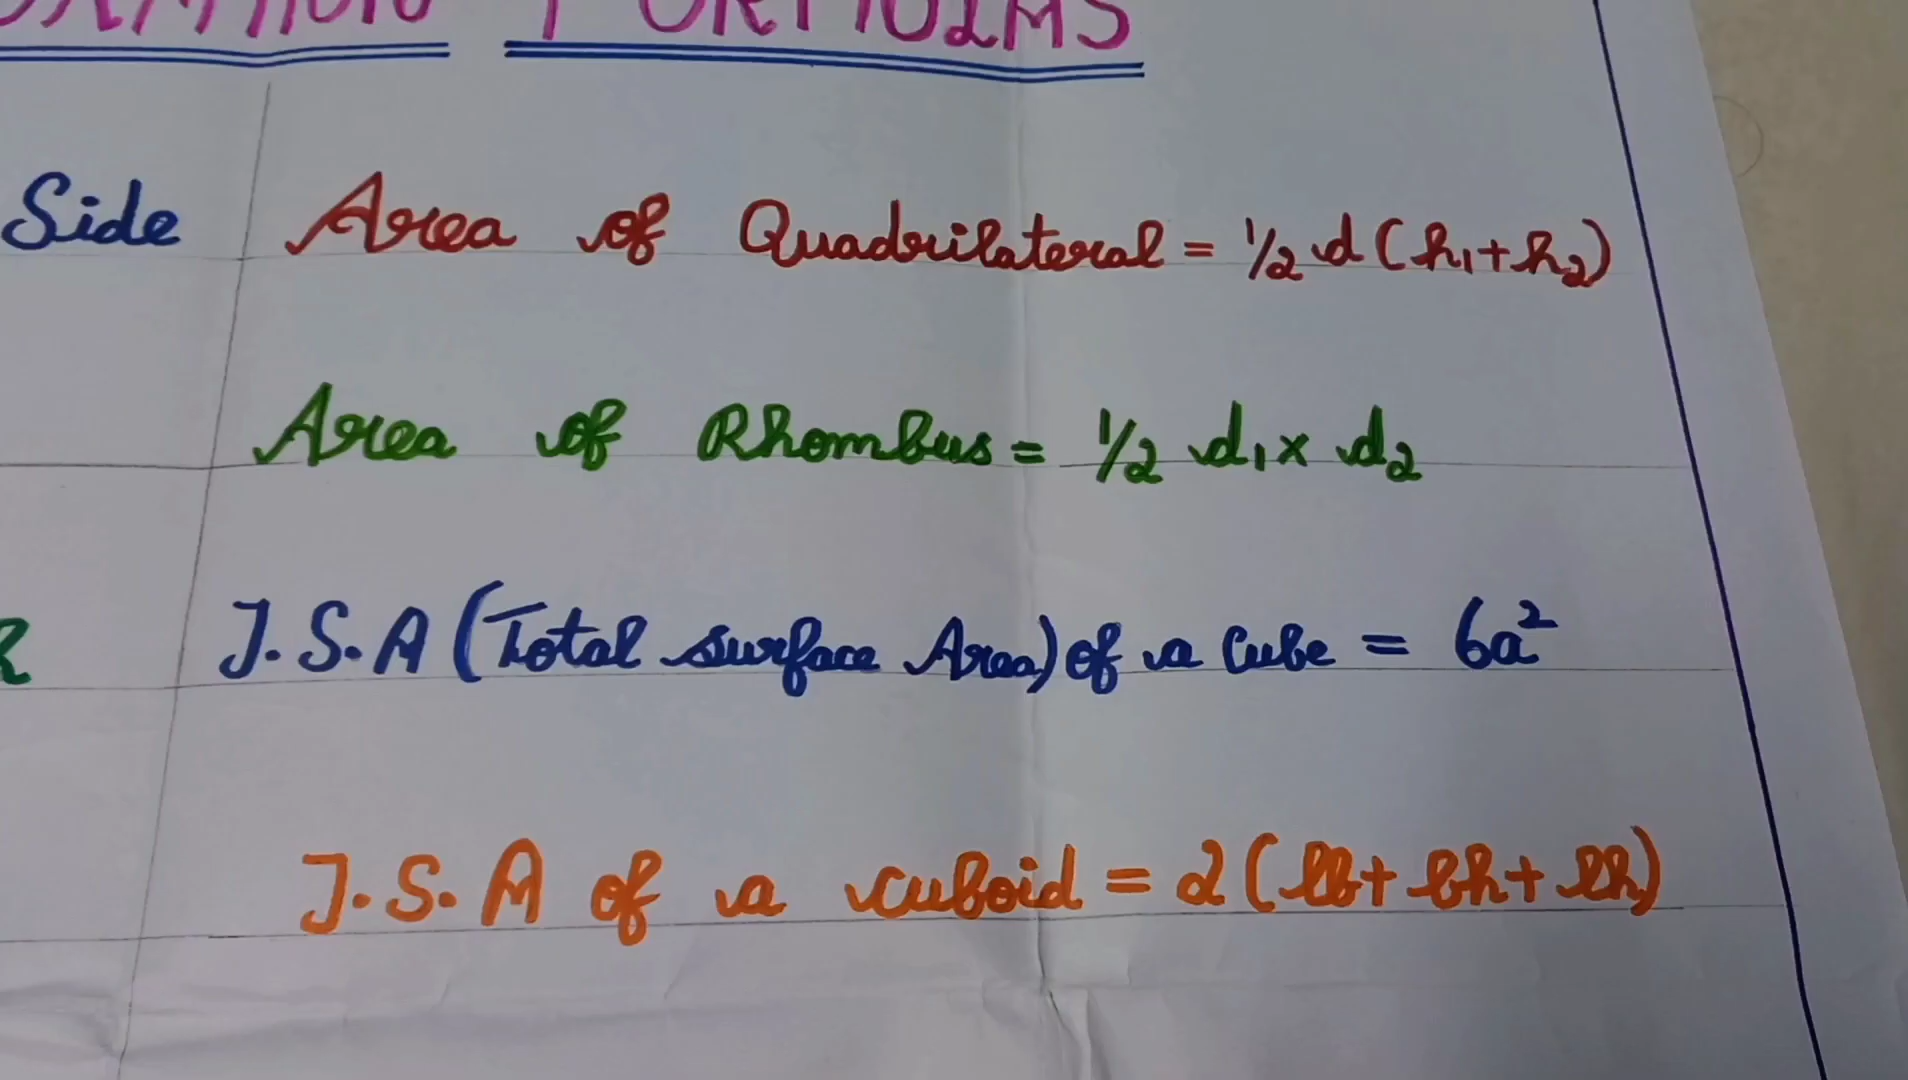 FORMULAS
Side
Area of Quadrilateral = 1/2 d (h₁+h₂)
Area of Rhombus = 1/2 d₁ x d₂
T.S.A (Total surface Area) of a Cube = 6a²
T.S.A of a cuboid = 2 (lb + bh + lh)